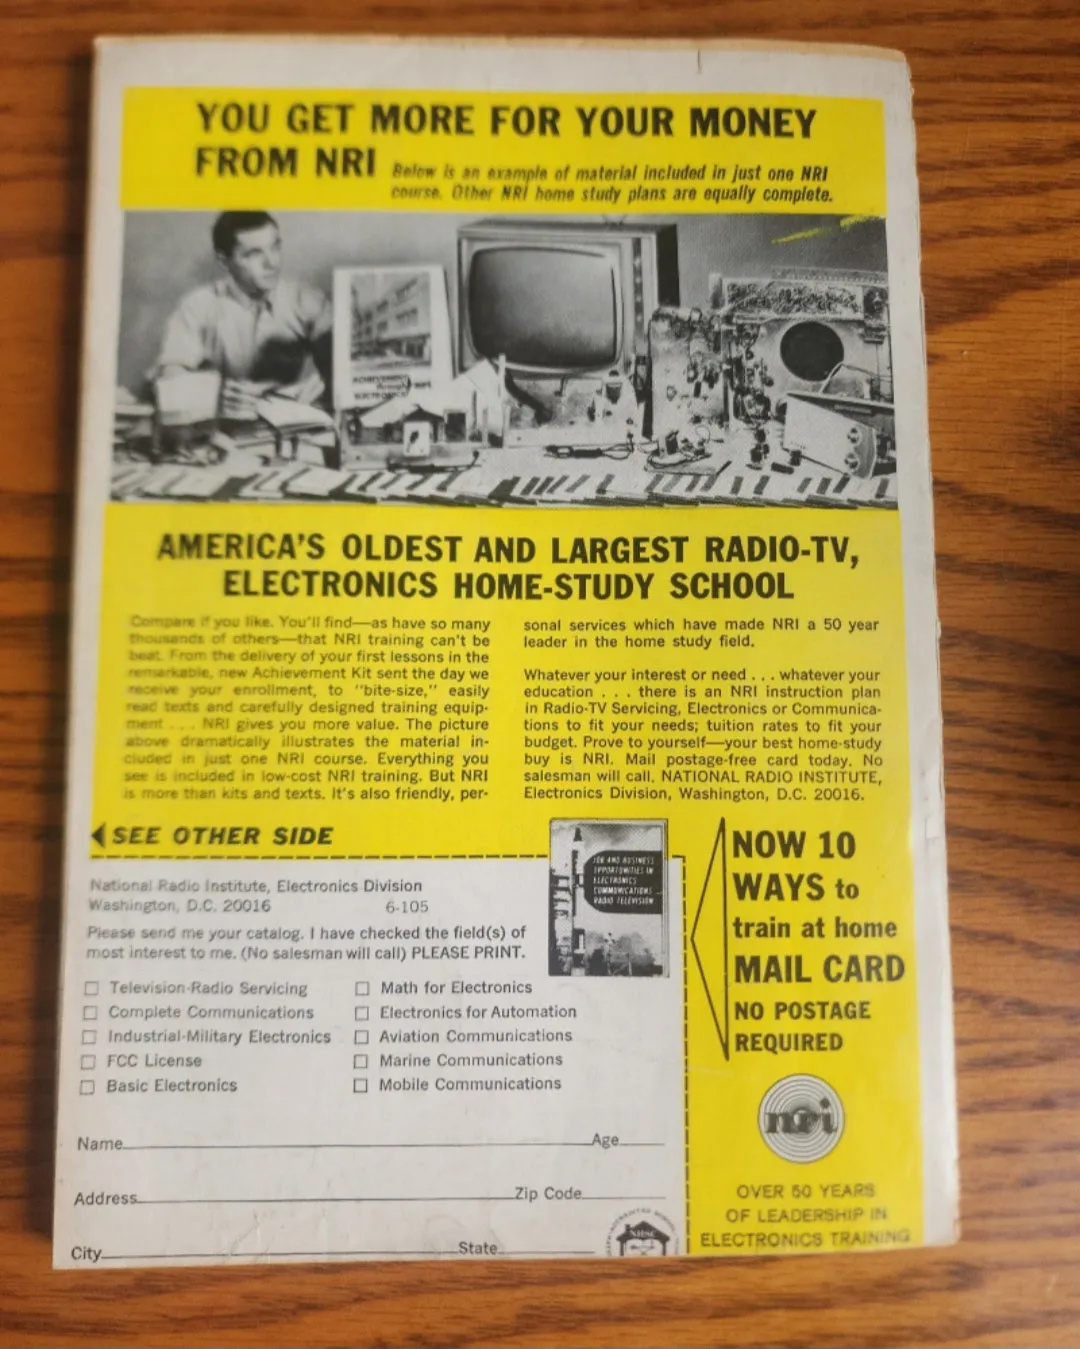 YOU GET MORE FOR YOUR MONEY
FROM NRI
Below is an example of material included in just one NRI
course. Other NRI home study plans are equally complete.
ACHIEVEMENT
through
ELECTRONICS
AMERICA'S OLDEST AND LARGEST RADIO-TV,
ELECTRONICS HOME-STUDY SCHOOL
Compare if you like. You'll find—as have so many
thousands of others—that NRI training can't be
beat. From the delivery of your first lessons in the
remarkable, new Achievement Kit sent the day we
receive your enrollment, to "bite-size," easily
read texts and carefully designed training equip-
ment . . . NRI gives you more value. The picture
above dramatically illustrates the material in-
cluded in just one NRI course. Everything you
see is included in low-cost NRI training. But NRI
is more than kits and texts. It's also friendly, per-
sonal services which have made NRI a 50 year
leader in the home study field.
Whatever your interest or need . . . whatever your
education . . . there is an NRI instruction plan
in Radio-TV Servicing, Electronics or Communica-
tions to fit your needs; tuition rates to fit your
budget. Prove to yourself—your best home-study
buy is NRI. Mail postage-free card today. No
salesman will call. NATIONAL RADIO INSTITUTE,
Electronics Division, Washington, D.C. 20016.
SEE OTHER SIDE
National Radio Institute, Electronics Division
Washington, D.C. 20016 6-105
Please send me your catalog. I have checked the field(s) of
most interest to me. (No salesman will call) PLEASE PRINT.
Television-Radio Servicing
Complete Communications
Industrial-Military Electronics
FCC License
Basic Electronics
Math for Electronics
Electronics for Automation
Aviation Communications
Marine Communications
Mobile Communications
Name Age
Address Zip Code
City State
JOB AND BUSINESS
OPPORTUNITIES IN
ELECTRONICS
COMMUNICATIONS
RADIO TELEVISION
NOW 10
WAYS to
train at home
MAIL CARD
NO POSTAGE
REQUIRED
nri
OVER 50 YEARS
OF LEADERSHIP IN
ELECTRONICS TRAINING
NHSC